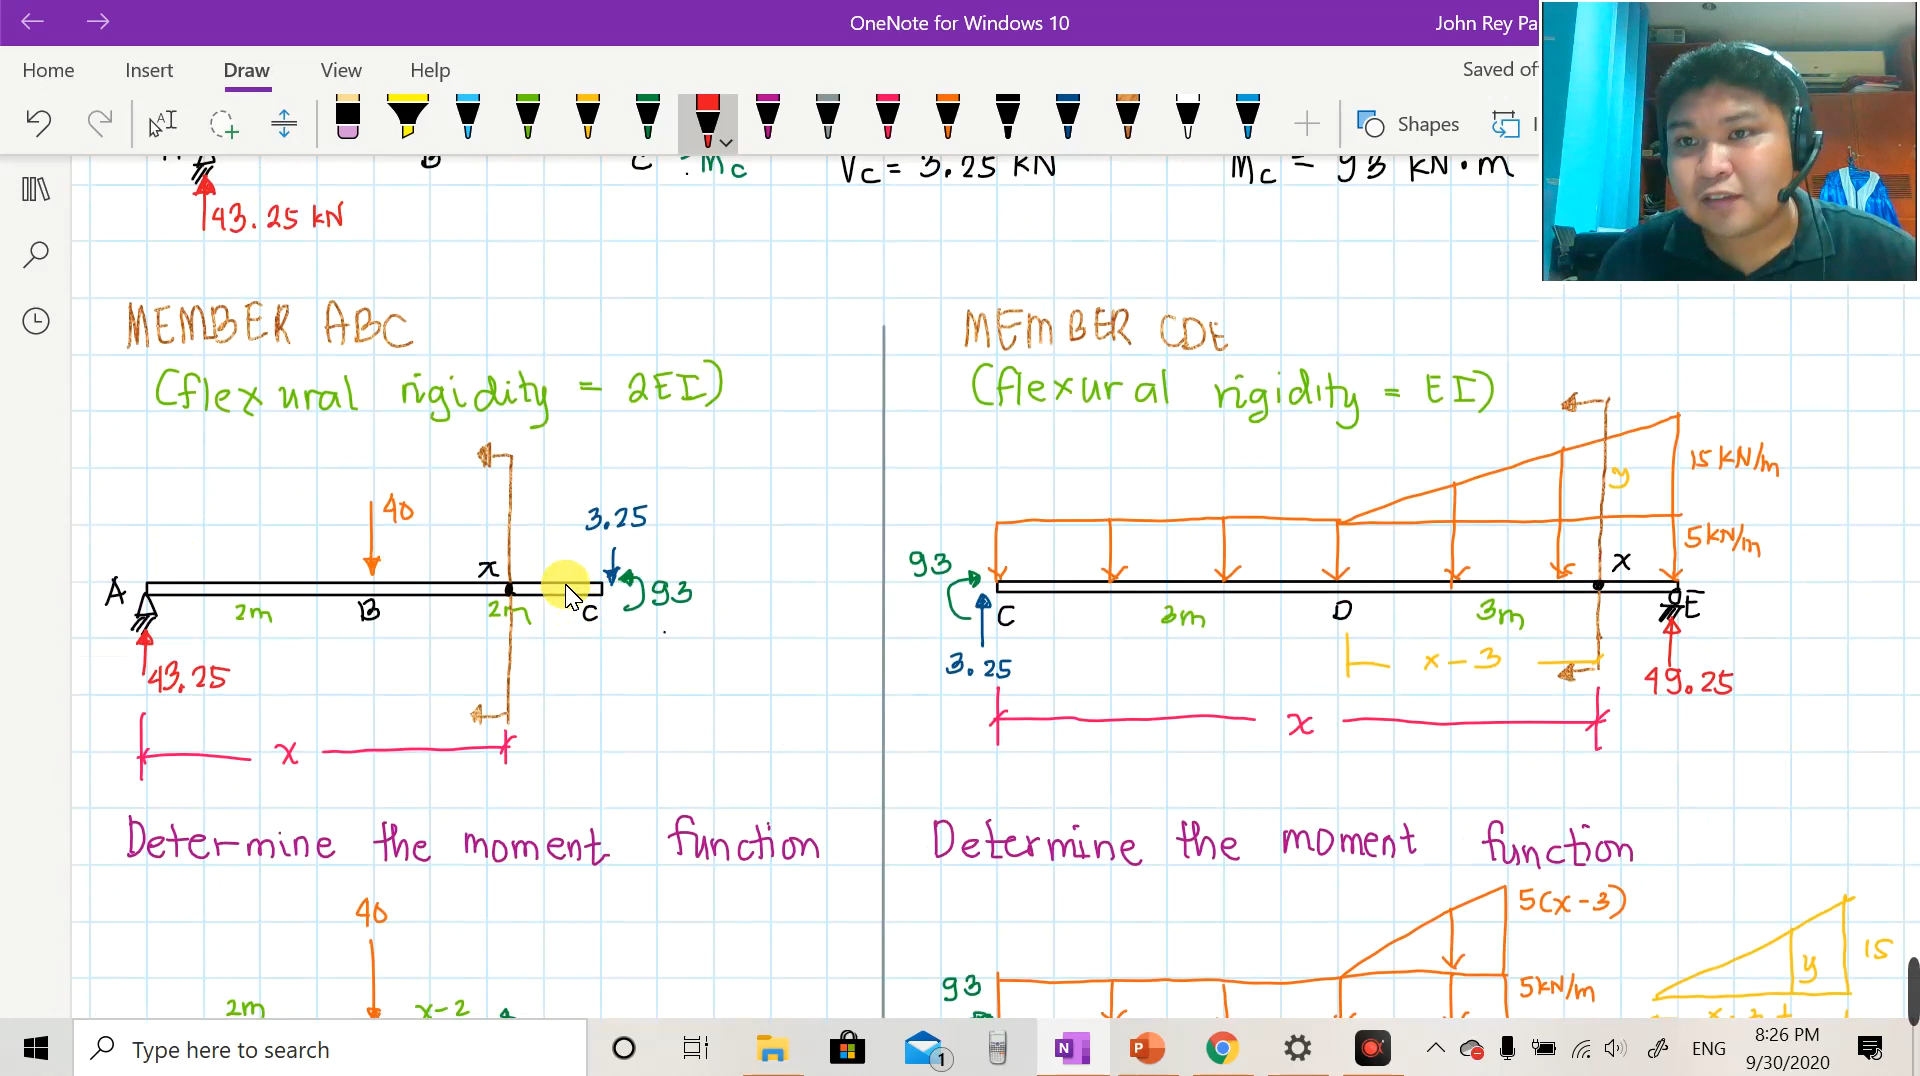 OneNote for Windows 10
John Rey Pa
Home Insert Draw View Help
Saved of
Shapes
B
C
Mc
Vc = 3.25 kN
Mc = 93 kN·m
43.25 kN
MEMBER ABC
(flexural rigidity = 2EI)
40
3.25
x
A
2m
B
2m
C
93
43.25
x
Determine the moment function
40
2m
x-2
MEMBER CDE
(flexural rigidity = EI)
15 kN/m
y
5kN/m
93
x
C
3m
D
3m
E
3.25
x-3
49.25
x
Determine the moment function
5(x-3)
93
5kN/m
y
15
Type here to search
1
N
P
ENG
8:26 PM
9/30/2020